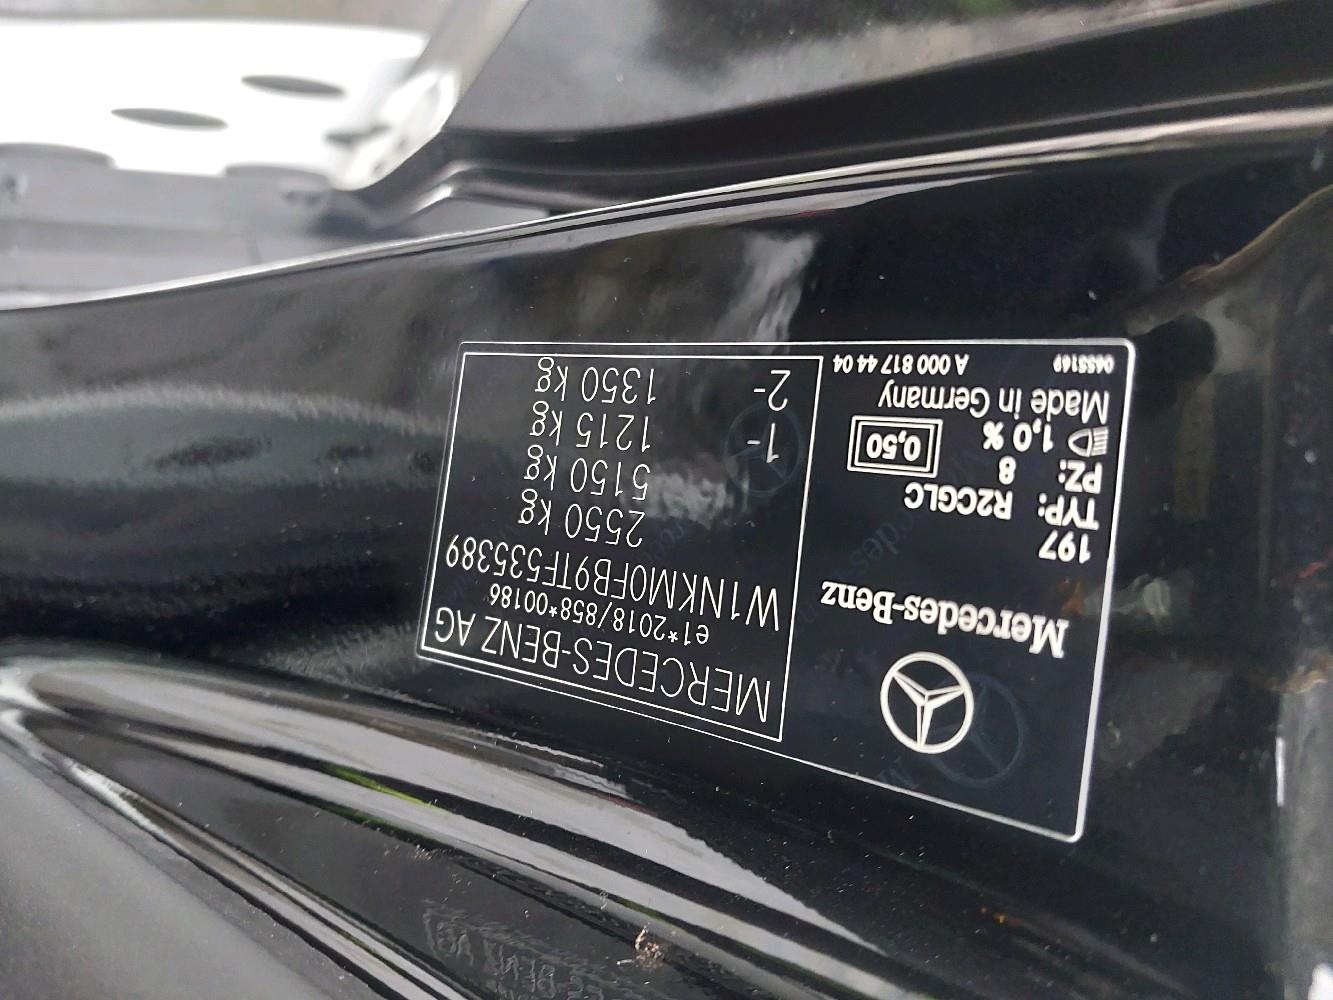 Mercedes-Benz
197
TYP: R2CGLC
PZ: 8
1,0 % 0,50
Made in Germany
0655169 A 000 817 44 04
MERCEDES-BENZ AG
e1*2018/858*00186
W1NKM0FB9TF535389
2550 kg
5150 kg
1- 1215 kg
2- 1350 kg